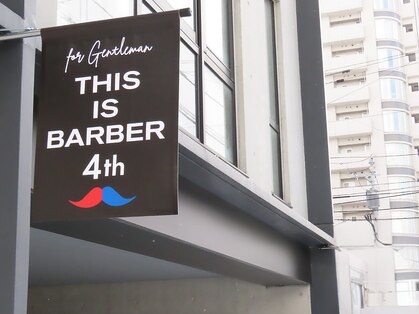 for Gentleman
THIS
IS
BARBER
4th